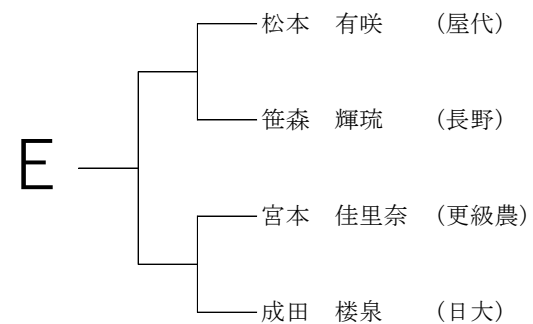 松本　有咲　（屋代）
笹森　輝琉　（長野）
E
宮本　佳里奈　（更級農）
成田　楼泉　（日大）